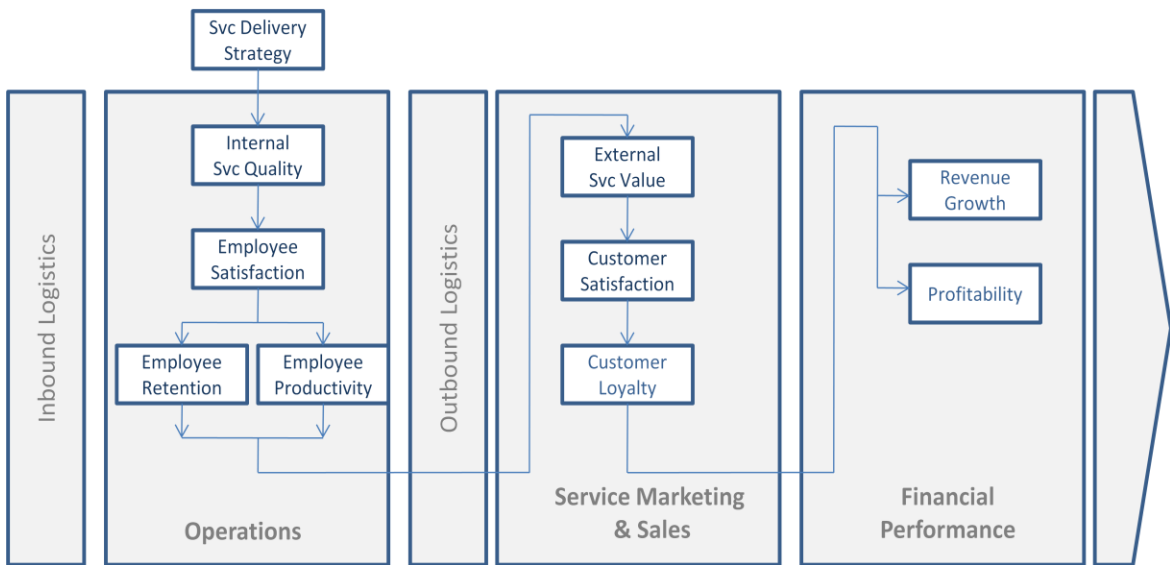 Svc Delivery
Strategy
Inbound Logistics
Internal
Svc Quality
Employee
Satisfaction
Employee
Retention
Employee
Productivity
Operations
Outbound Logistics
External
Svc Value
Customer
Satisfaction
Customer
Loyalty
Service Marketing
& Sales
Revenue
Growth
Profitability
Financial
Performance